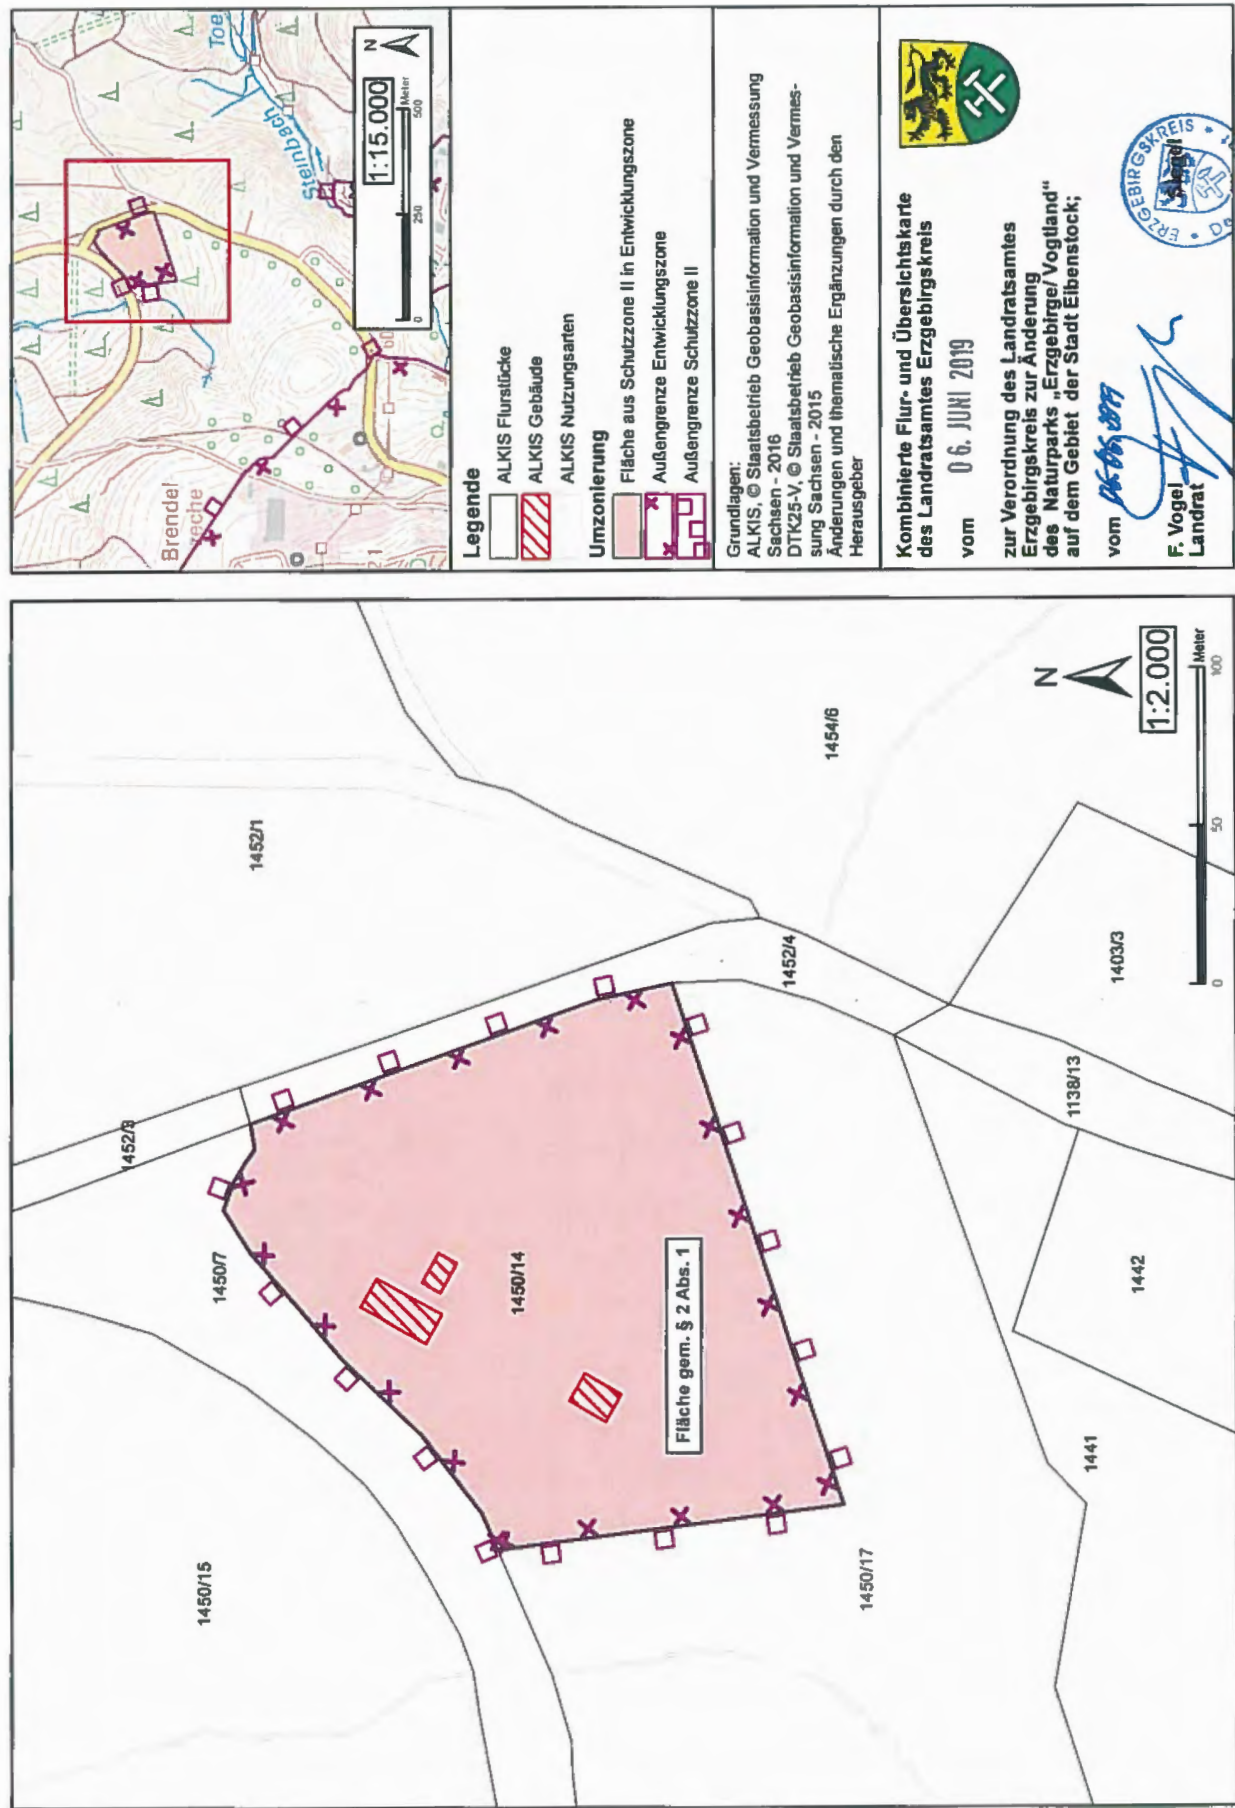 Brendel
Steinbach
Toe
N
1:15.000
Meter
0
250
500
Legende
ALKIS Flurstücke
ALKIS Gebäude
ALKIS Nutzungsarten
Umzonierung
Fläche aus Schutzzone II in Entwicklungszone
Außengrenze Entwicklungszone
Außengrenze Schutzzone II
Grundlagen:
ALKIS, © Staatsbetrieb Geobasisinformation und Vermessung
Sachsen - 2016
DTK25-V, © Staatsbetrieb Geobasisinformation und Vermes-
sung Sachsen - 2015
Änderungen und thematische Ergänzungen durch den
Herausgeber
Kombinierte Flur- und Übersichtskarte
des Landratsamtes Erzgebirgskreis
vom 06. JUNI 2019
zur Verordnung des Landratsamtes
Erzgebirgskreis zur Änderung
des Naturparks „Erzgebirge/ Vogtland“
auf dem Gebiet der Stadt Eibenstock;
vom
F. Vogel
Landrat
ERZGEBIRGSKREIS
Siegel
1452/1
1452/3
1450/7
1450/15
1450/14
Fläche gem. § 2 Abs. 1
1452/4
1454/6
1450/17
1403/3
1138/13
1442
1441
N
1:2.000
Meter
0
50
100